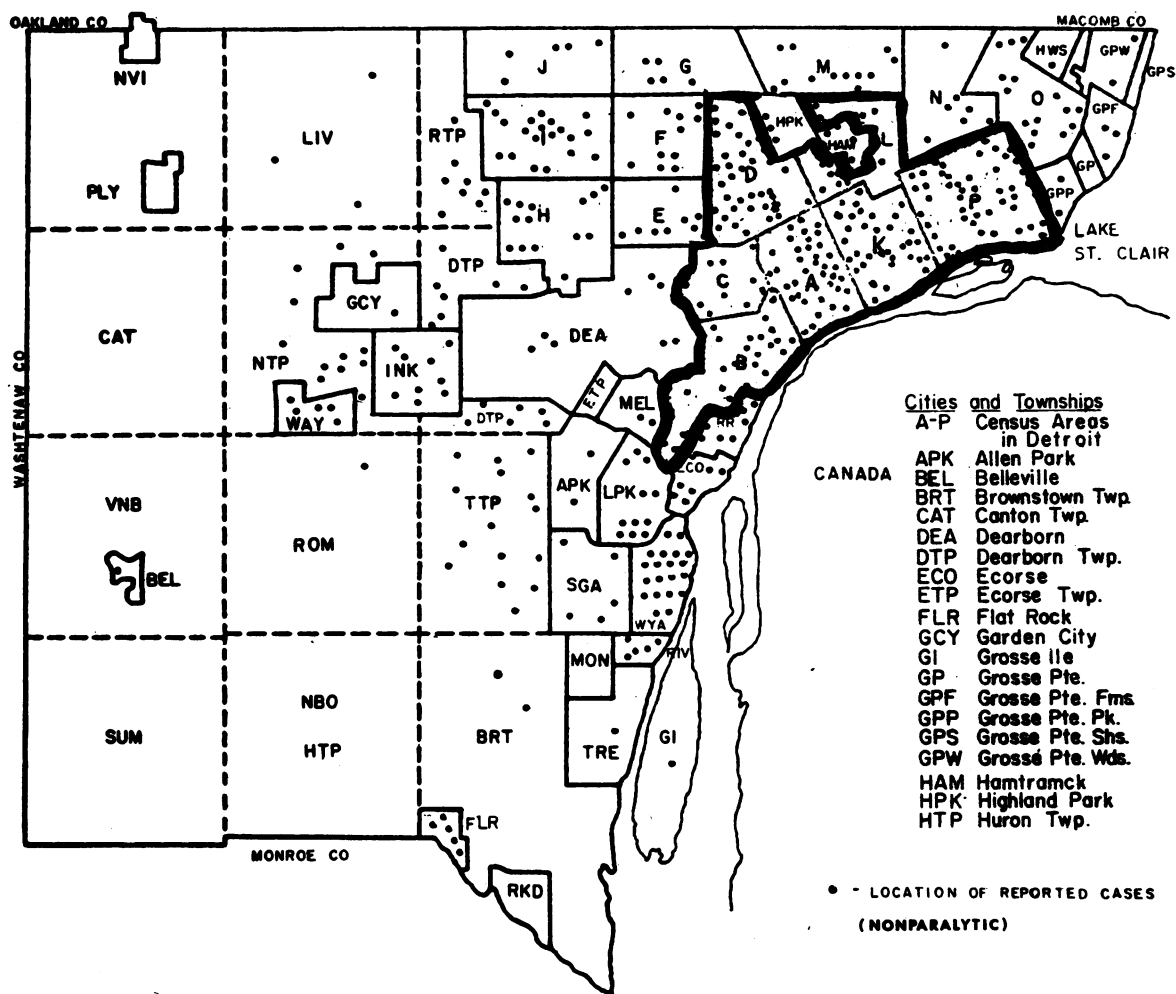 OAKLAND CO
MACOMB CO
NVI
J
G
M
HWS
GPW
GPS
LIV
RTP
I
F
HPK
HAM
L
N
O
GPF
PLY
D
H
E
P
GP
GPP
LAKE
ST. CLAIR
DTP
GCY
C
A
K
CAT
NTP
INK
DEA
B
ETP
MEL
WAY
DTP
RR
WASHTENAW CO
ECO
CANADA
VNB
TTP
APK
LPK
ROM
BEL
SGA
WYA
RIV
MON
NBO
HTP
SUM
BRT
TRE
GI
FLR
MONROE CO
RKD
Cities and Townships
A-P Census Areas
in Detroit
APK Allen Park
BEL Belleville
BRT Brownstown Twp.
CAT Canton Twp.
DEA Dearborn
DTP Dearborn Twp.
ECO Ecorse
ETP Ecorse Twp.
FLR Flat Rock
GCY Garden City
GI Grosse Ile
GP Grosse Pte.
GPF Grosse Pte. Fms.
GPP Grosse Pte. Pk.
GPS Grosse Pte. Shs.
GPW Grosse Pte. Wds.
HAM Hamtramck
HPK Highland Park
HTP Huron Twp.
• - LOCATION OF REPORTED CASES
(NONPARALYTIC)